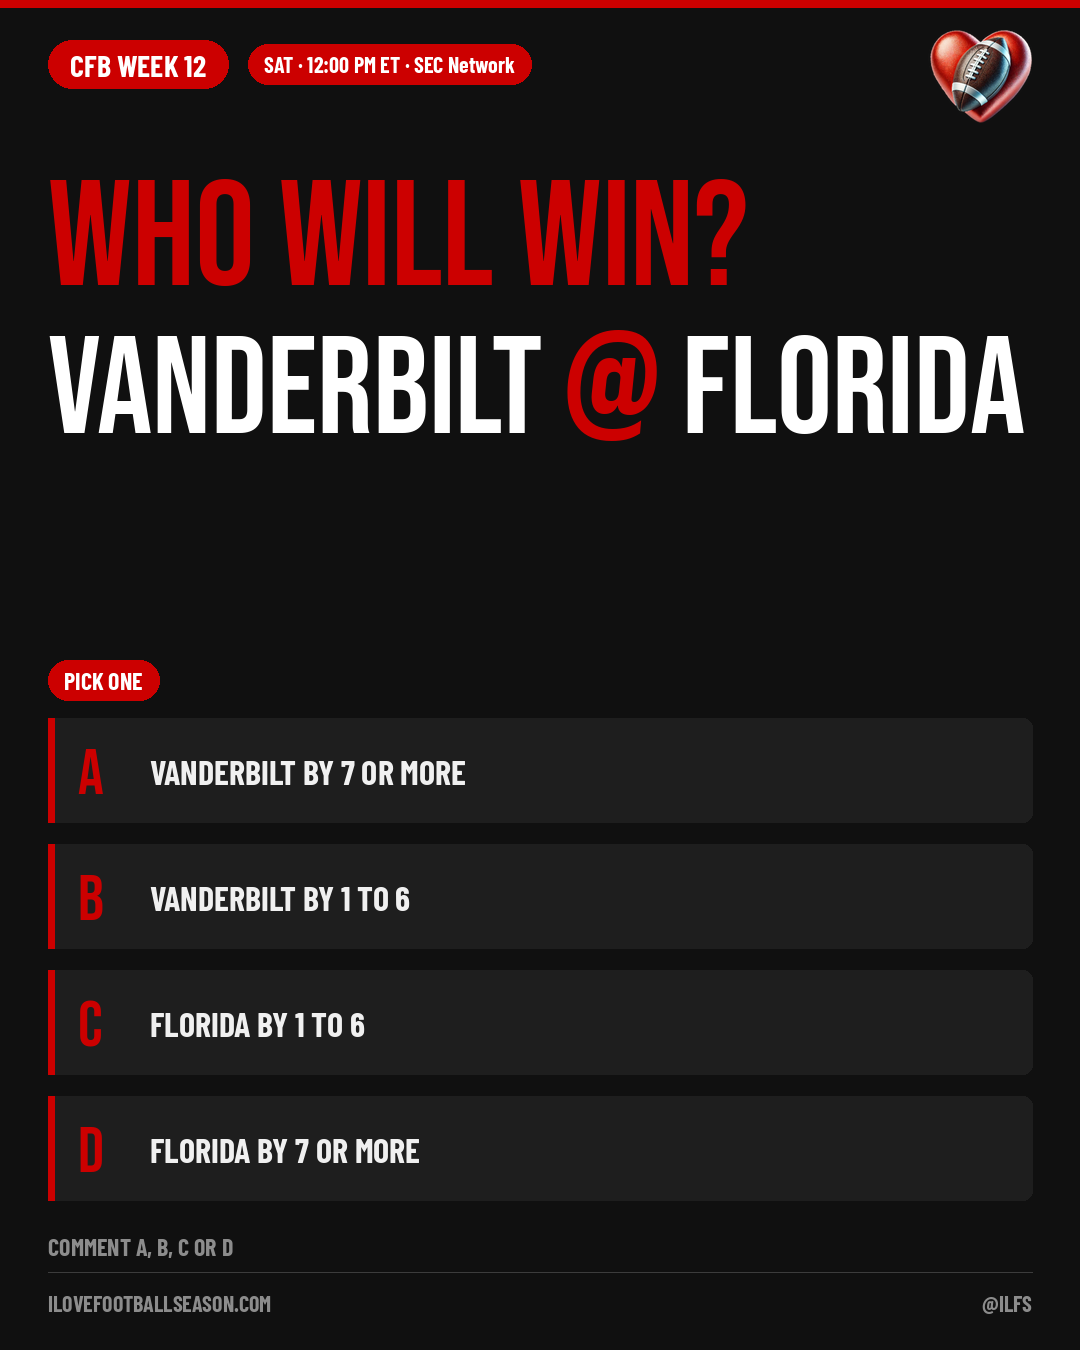 CFB WEEK 12
SAT · 12:00 PM ET · SEC Network
WHO WILL WIN?
VANDERBILT @ FLORIDA
PICK ONE
A VANDERBILT BY 7 OR MORE
B VANDERBILT BY 1 TO 6
C FLORIDA BY 1 TO 6
D FLORIDA BY 7 OR MORE
COMMENT A, B, C OR D
ILOVEFOOTBALLSEASON.COM
@ILFS